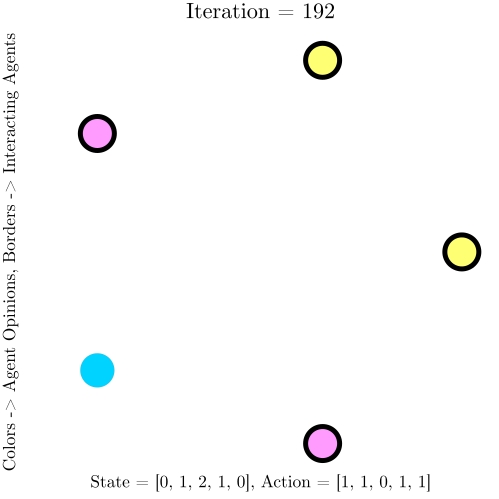 Iteration = 192
Colors -> Agent Opinions, Borders -> Interacting Agents
State = [0, 1, 2, 1, 0], Action = [1, 1, 0, 1, 1]